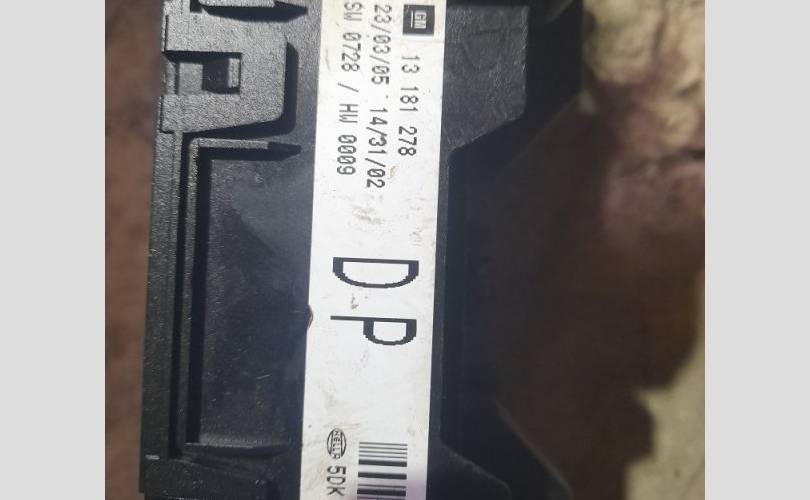 GM
13 181 278
23/03/05 14/31/02
SW 0728 / HW 0009
DP
HELLA 5DK